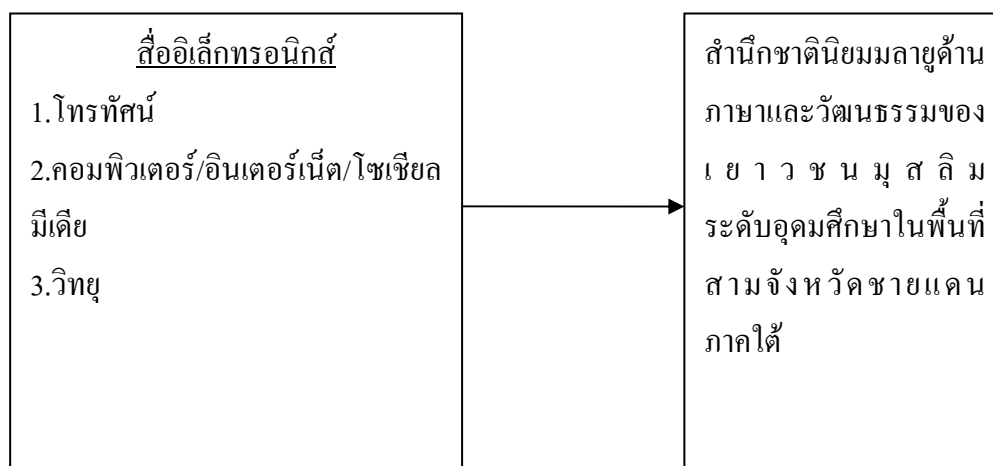 สื่ออิเล็กทรอนิกส์
1.โทรทัศน์
2.คอมพิวเตอร์/อินเตอร์เน็ต/โซเชียล
มีเดีย
3.วิทยุ
สำนึกชาตินิยมมลายูด้าน
ภาษาและวัฒนธรรมของ
เยาวชนมุสลิม
ระดับอุดมศึกษาในพื้นที่
สามจังหวัดชายแดน
ภาคใต้